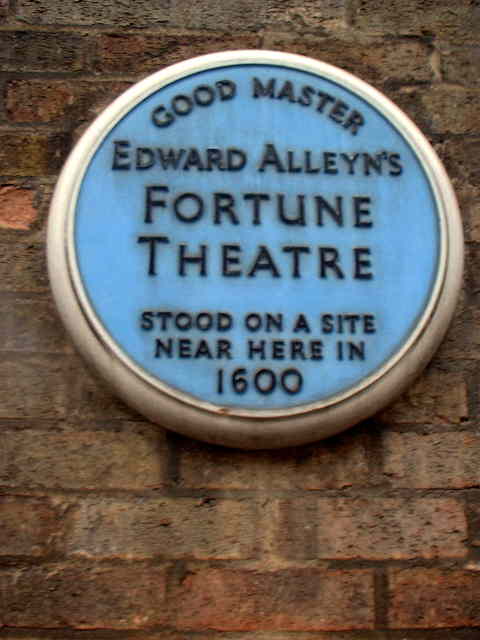 GOOD MASTER
EDWARD ALLEYN'S
FORTUNE
THEATRE
STOOD ON A SITE
NEAR HERE IN
1600